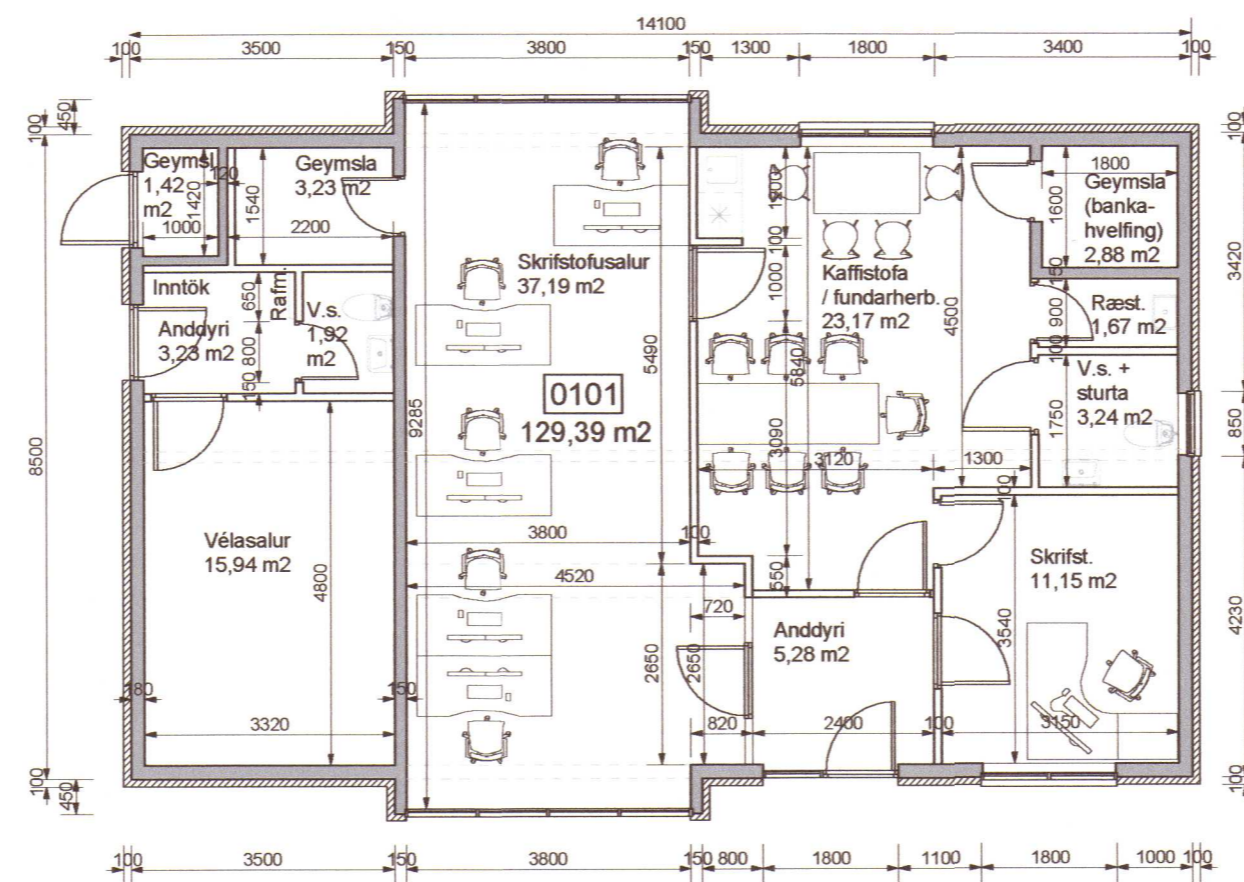 14100
100 3500 150 3800 150 1300 1800 3400 100
450
100
8500
100
450
Geymsl.
1,42
m2
120
1420
1000
Geymsla
3,23 m2
1540
2200
Inntök
Rafm.
650
V.s.
1,92
m2
Anddyri
3,23 m2
800
150
Vélasalur
15,94 m2
4800
180
150
3320
9285
Skrifstofusalur
37,19 m2
5490
0101
129,39 m2
3800
100
4520
720
2650
2650
820
1200
100
1000
Kaffistofa
/ fundarherb.
23,17 m2
4500
5840
3090
3120
1300
550
1800
1600
Geymsla
(banka-
hvelfing)
2,88 m2
150
900
Ræst.
1,67 m2
100
V.s. +
sturta
3,24 m2
1750
100
Skrifst.
11,15 m2
3540
3150
Anddyri
5,28 m2
2400
100
100
3420
850
4230
100
100 3500 150 3800 150 800 1800 1100 1800 1000 100